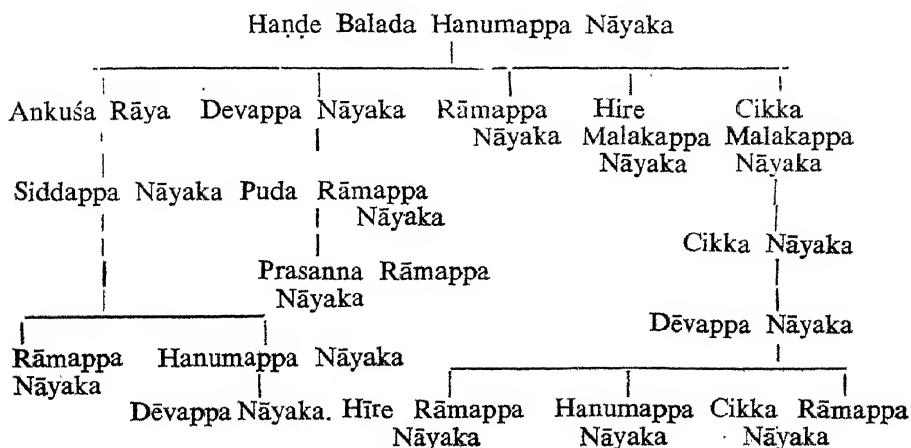 Haṇḍe Balada Hanumappa Nāyaka
Ankuśa Rāya Devappa Nāyaka Rāmappa Hire Cikka
Nāyaka Malakappa Malakappa
Nāyaka Nāyaka
Siddappa Nāyaka Puda Rāmappa
Nāyaka
Cikka Nāyaka
Prasanna Rāmappa
Nāyaka
Dēvappa Nāyaka
Rāmappa Hanumappa Nāyaka
Nāyaka
Dēvappa Nāyaka. Hīre Rāmappa Hanumappa Cikka Rāmappa
Nāyaka Nāyaka Nāyaka